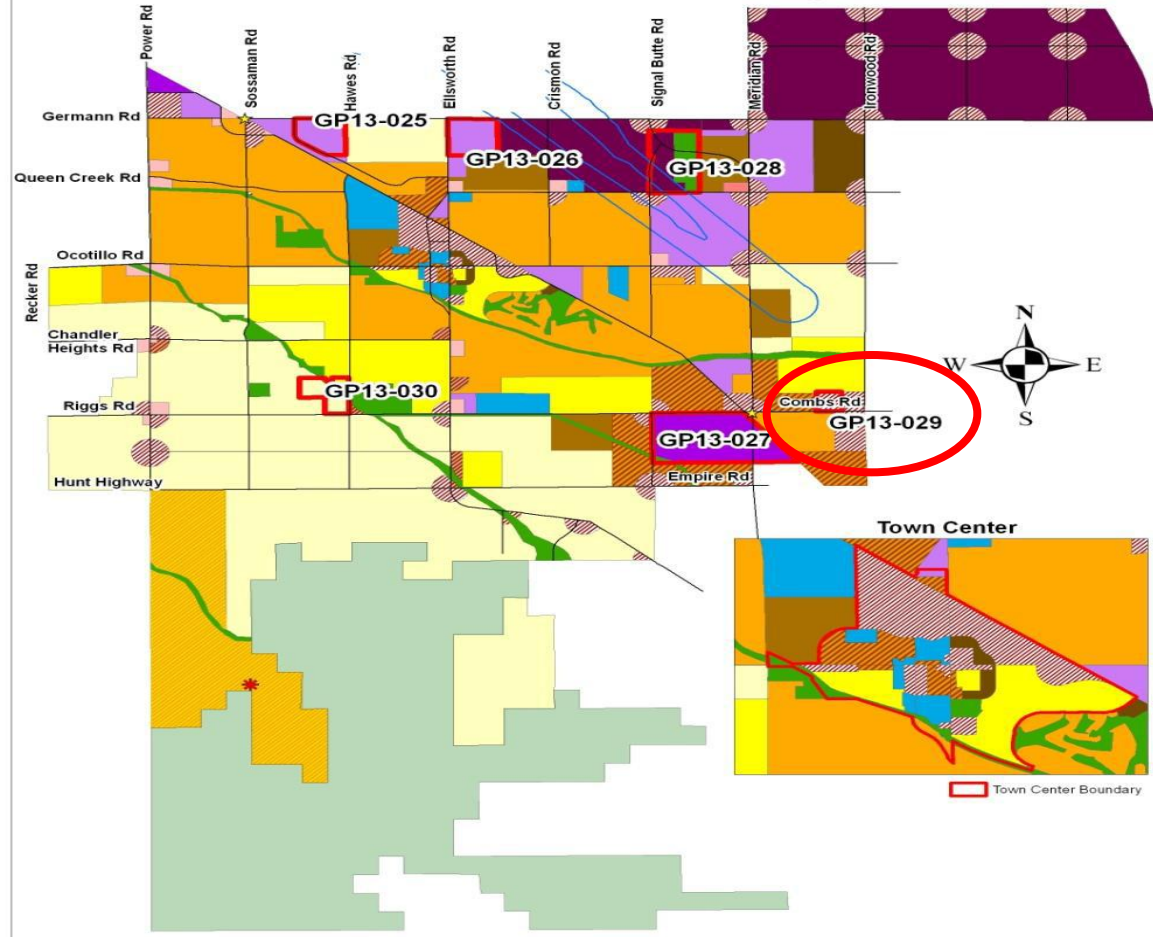 Power Rd
Sossaman Rd
Hawes Rd
Ellsworth Rd
Crismon Rd
Signal Butte Rd
Meridian Rd
Ironwood Rd
Germann Rd
GP13-025
GP13-026
GP13-028
Queen Creek Rd
Ocotillo Rd
Recker Rd
Chandler
Heights Rd
GP13-030
Combs Rd
Riggs Rd
GP13-029
GP13-027
Empire Rd
Hunt Highway
N
W
E
S
Town Center
Town Center Boundary